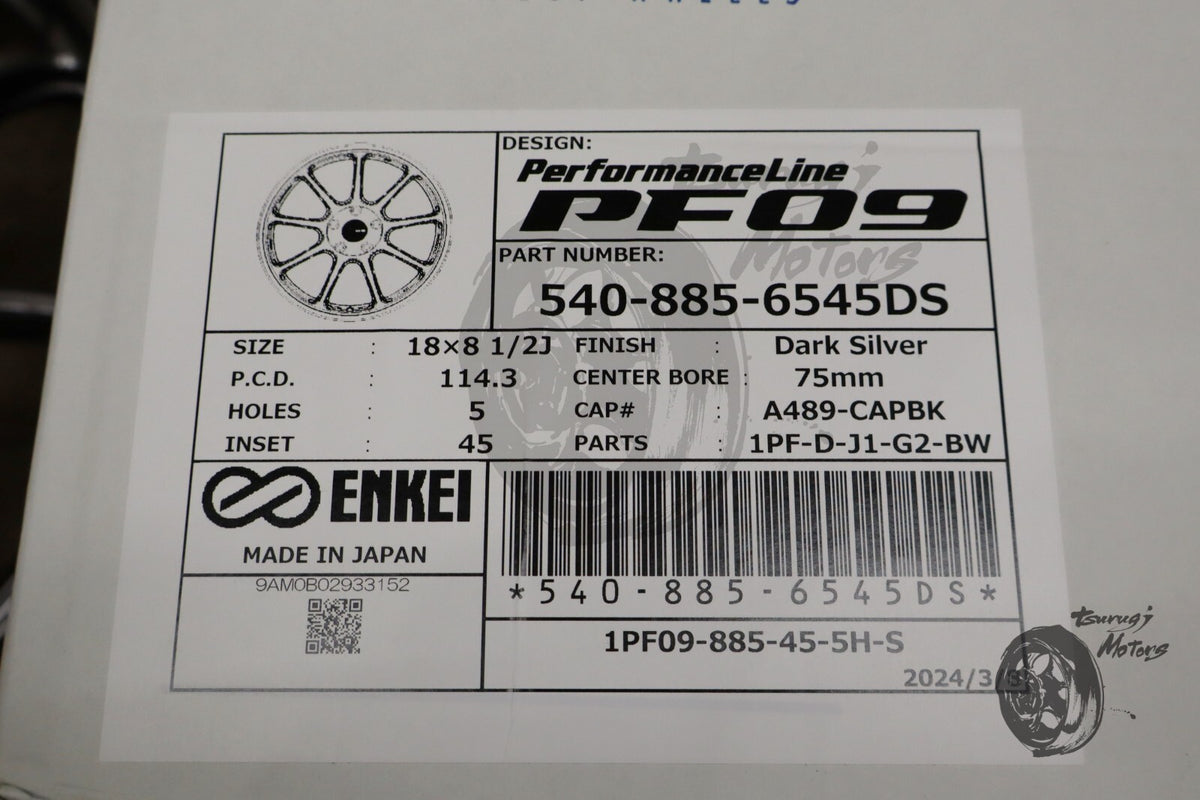 DESIGN:
PerformanceLine
PF09
PART NUMBER:
540-885-6545DS
SIZE : 18×8 1/2J FINISH : Dark Silver
P.C.D. : 114.3 CENTER BORE : 75mm
HOLES : 5 CAP# : A489-CAPBK
INSET : 45 PARTS : 1PF-D-J1-G2-BW
ENKEI
MADE IN JAPAN
9AM0B02933152
*540-885-6545DS*
1PF09-885-45-5H-S
2024/3/
Tsurugi
Motors
Tsurugi
Motors